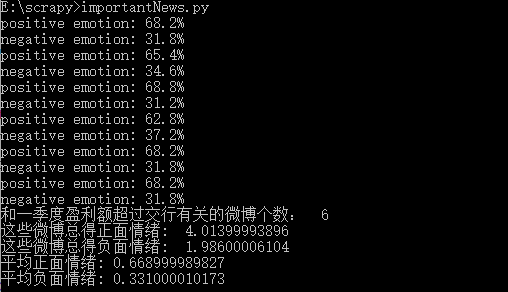 E:\scrapy>importantNews.py
positive emotion: 68.2%
negative emotion: 31.8%
positive emotion: 65.4%
negative emotion: 34.6%
positive emotion: 68.8%
negative emotion: 31.2%
positive emotion: 62.8%
negative emotion: 37.2%
positive emotion: 68.2%
negative emotion: 31.8%
positive emotion: 68.2%
negative emotion: 31.8%
和一季度盈利额超过交行有关的微博个数： 6
这些微博总得正面情绪: 4.01399993896
这些微博总得负面情绪: 1.98600006104
平均正面情绪: 0.668999989827
平均负面情绪: 0.331000010173